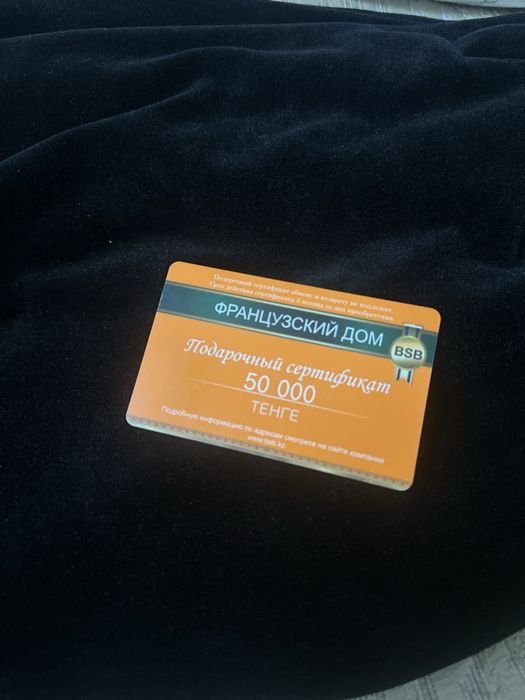 Подарочный сертификат обмену и возврату не подлежит.
Срок действия сертификата 3 месяца со дня приобретения.
ФРАНЦУЗСКИЙ ДОМ
BSB
Подарочный сертификат
50 000
ТЕНГЕ
Подробную информацию по адресам смотрите на сайте компании
www.bsb.kz.